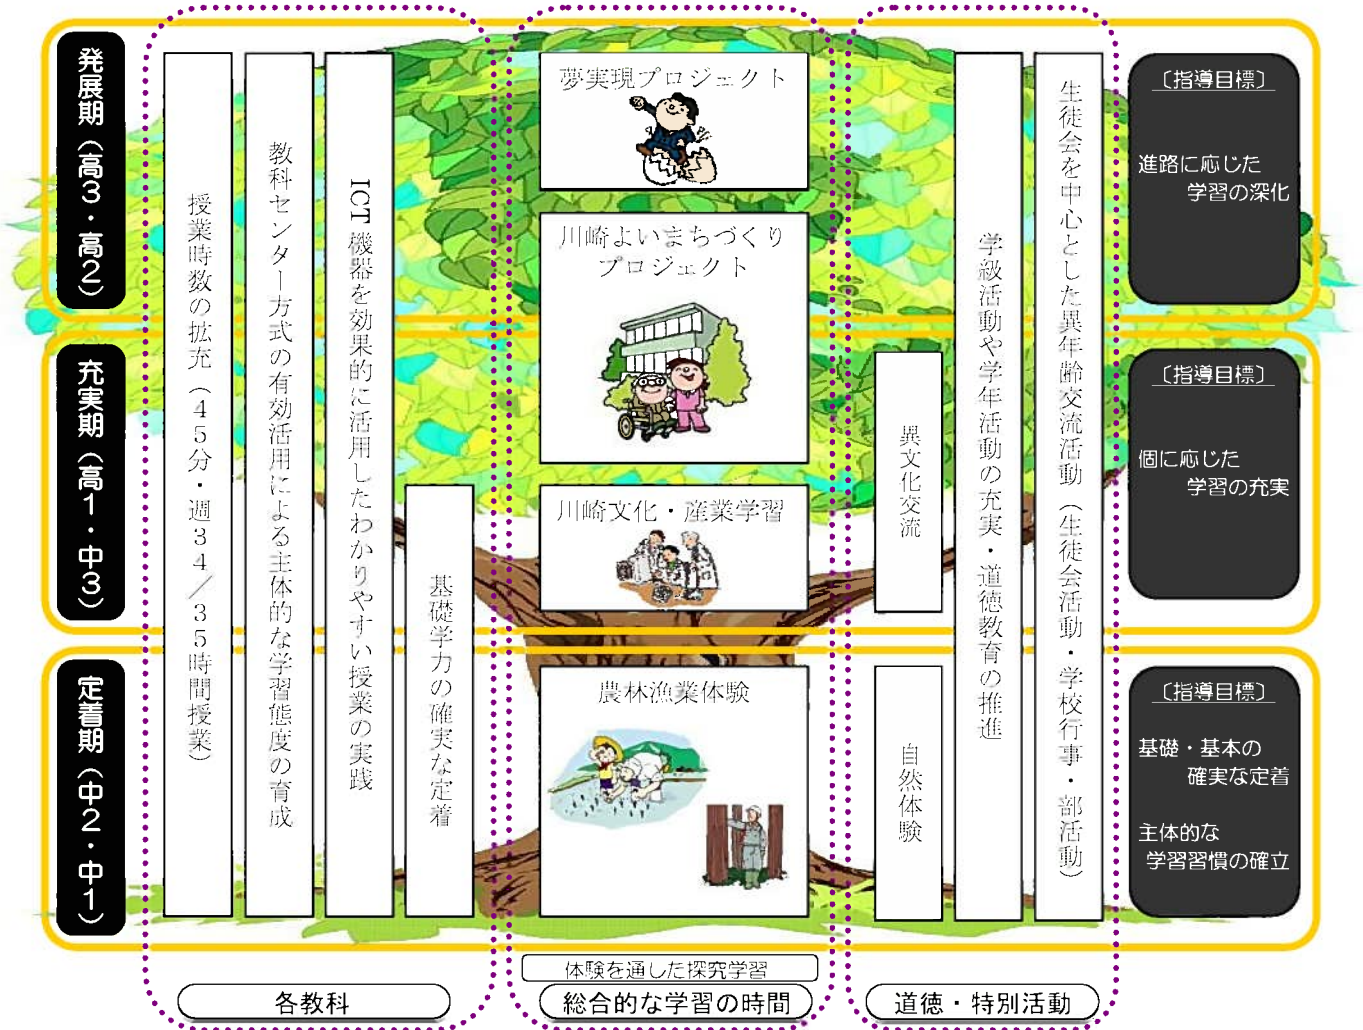 発展期（高3・高2）
充実期（高1・中3）
定着期（中2・中1）
授業時数の拡充（45分・週34／35時間授業）
教科センター方式の有効活用による主体的な学習態度の育成
ICT 機器を効果的に活用したわかりやすい授業の実践
基礎学力の確実な定着
各教科
夢実現プロジェクト
川崎よいまちづくり
プロジェクト
川崎文化・産業学習
農林漁業体験
体験を通した探究学習
総合的な学習の時間
異文化交流
自然体験
学級活動や学年活動の充実・道徳教育の推進
生徒会を中心とした異年齢交流活動（生徒会活動・学校行事・部活動）
道徳・特別活動
〔指導目標〕
進路に応じた
学習の深化
〔指導目標〕
個に応じた
学習の充実
〔指導目標〕
基礎・基本の
確実な定着
主体的な
学習習慣の確立